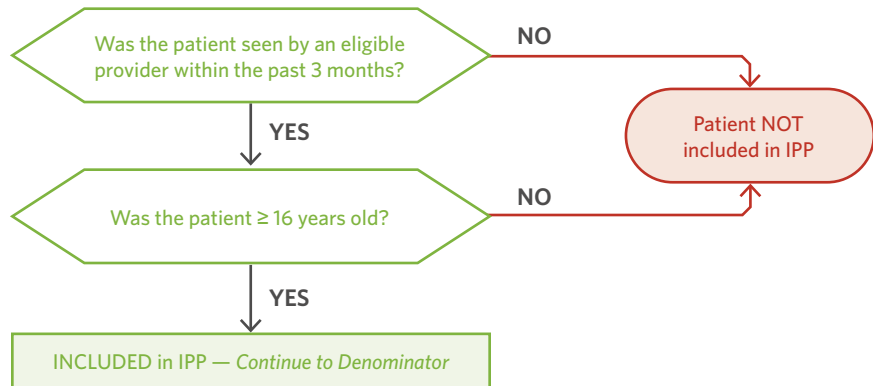 Was the patient seen by an eligible
provider within the past 3 months?
NO
Patient NOT
included in IPP
YES
Was the patient ≥ 16 years old?
NO
YES
INCLUDED in IPP — Continue to Denominator